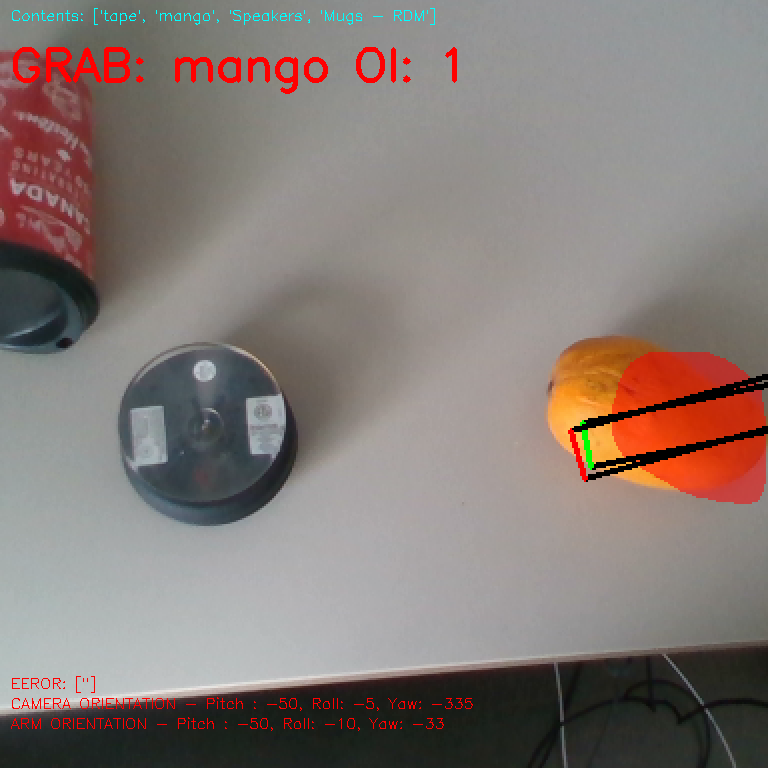 Contents: ['tape', 'mango', 'Speakers', 'Mugs - RDM']
GRAB: mango OI: 1
CANADA
EEROR: ['']
CAMERA ORIENTATION - Pitch : -50, Roll: -5, Yaw: -335
ARM ORIENTATION - Pitch : -50, Roll: -10, Yaw: -33